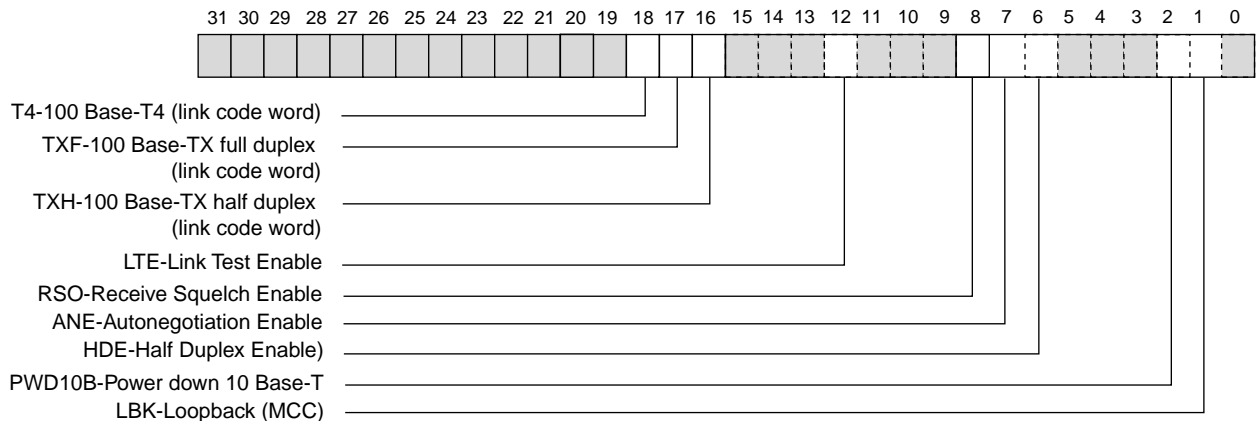 31 30 29 28 27 26 25 24 23 22 21 20 19 18 17 16 15 14 13 12 11 10 9 8 7 6 5 4 3 2 1 0
T4-100 Base-T4 (link code word)
TXF-100 Base-TX full duplex
(link code word)
TXH-100 Base-TX half duplex
(link code word)
LTE-Link Test Enable
RSO-Receive Squelch Enable
ANE-Autonegotiation Enable
HDE-Half Duplex Enable)
PWD10B-Power down 10 Base-T
LBK-Loopback (MCC)